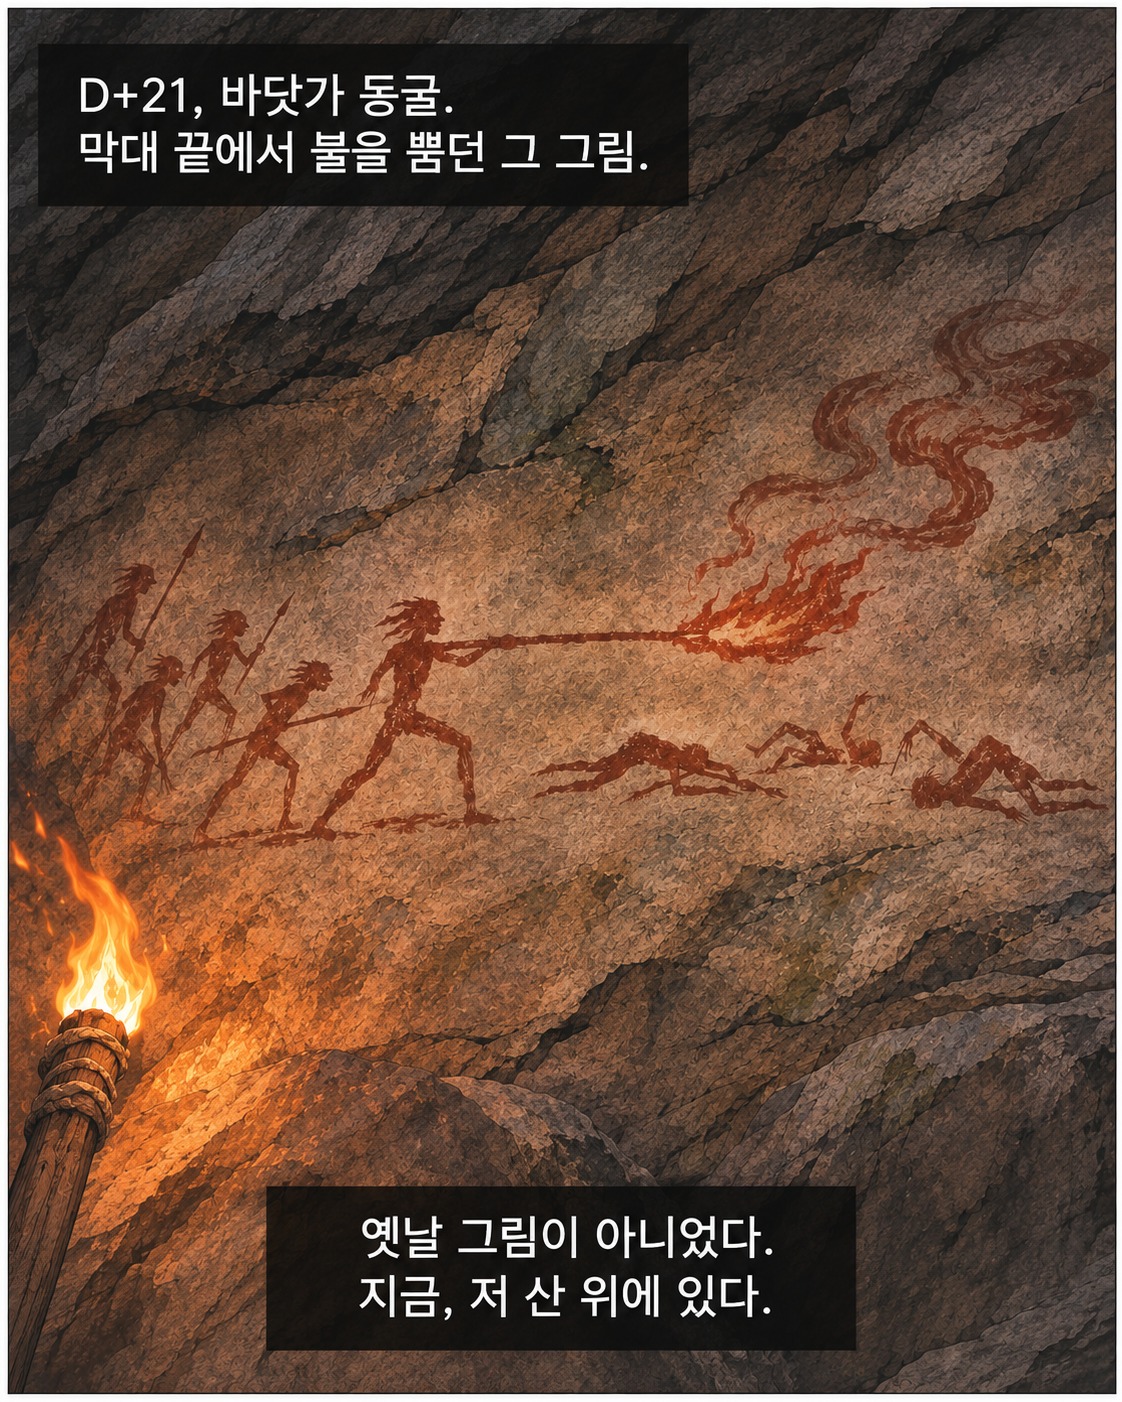 D+21, 바닷가 동굴.
막대 끝에서 불을 뿜던 그 그림.
옛날 그림이 아니었다.
지금, 저 산 위에 있다.